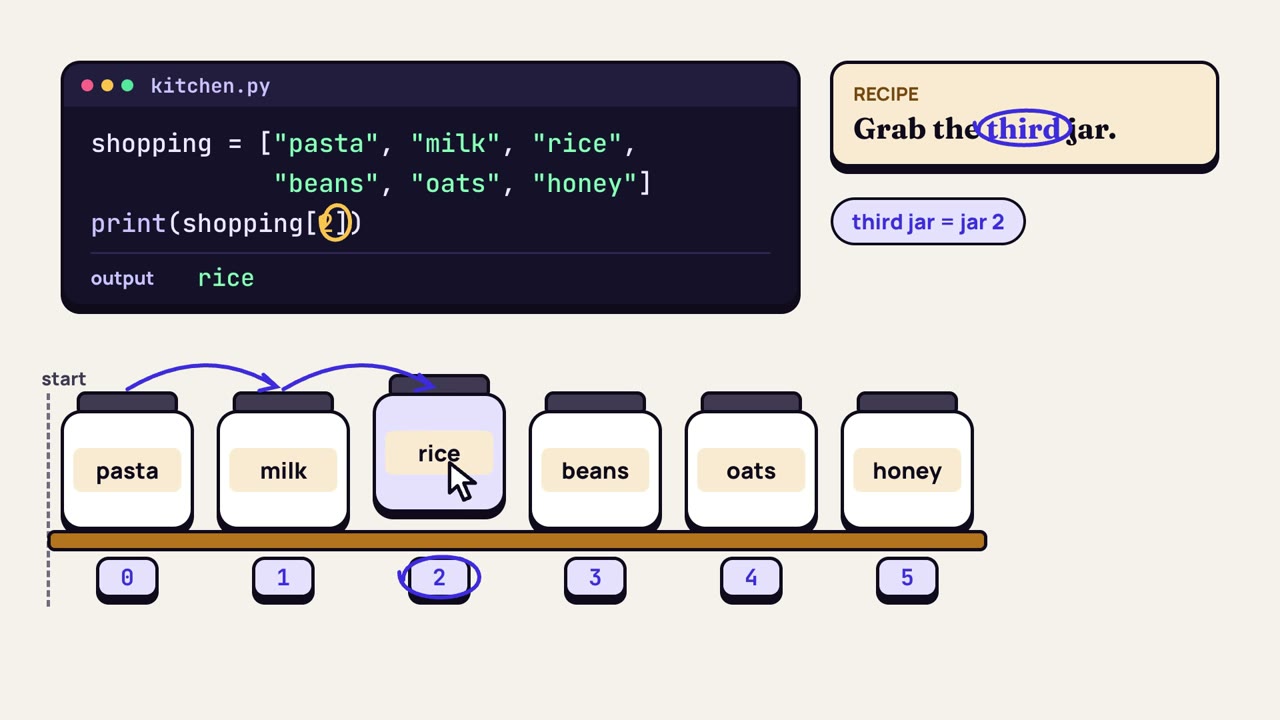 kitchen.py
shopping = ["pasta", "milk", "rice",
"beans", "oats", "honey"]
print(shopping[2])
output rice
RECIPE
Grab the third jar.
third jar = jar 2
start
pasta
milk
rice
beans
oats
honey
0
1
2
3
4
5